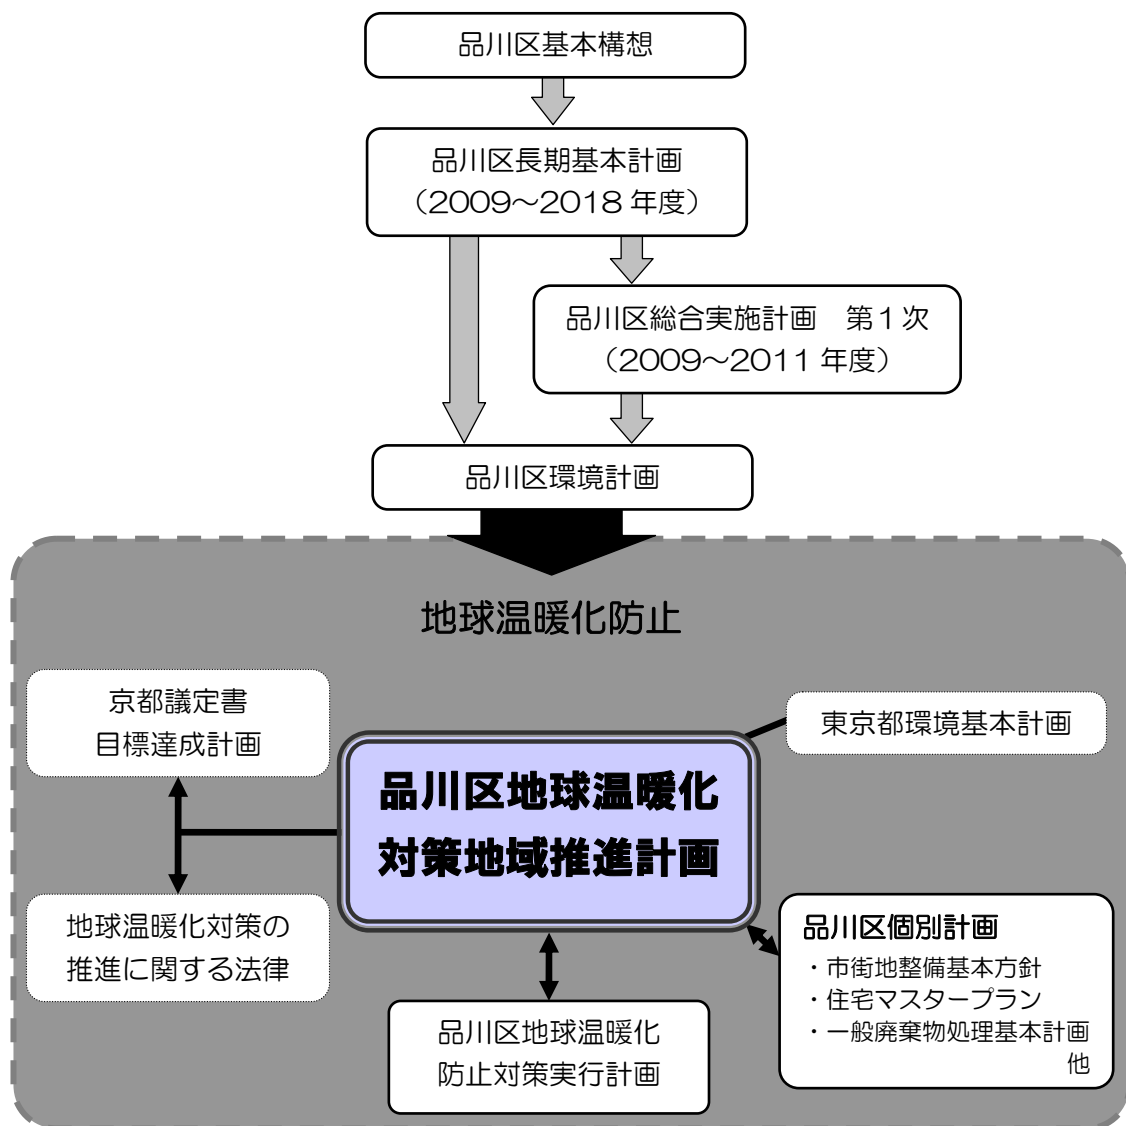 品川区基本構想
品川区長期基本計画
（2009～2018 年度）
品川区総合実施計画　第１次
（2009～2011 年度）
品川区環境計画
地球温暖化防止
京都議定書
目標達成計画
東京都環境基本計画
品川区地球温暖化
対策地域推進計画
地球温暖化対策の
推進に関する法律
品川区個別計画
・市街地整備基本方針
・住宅マスタープラン
・一般廃棄物処理基本計画
他
品川区地球温暖化
防止対策実行計画